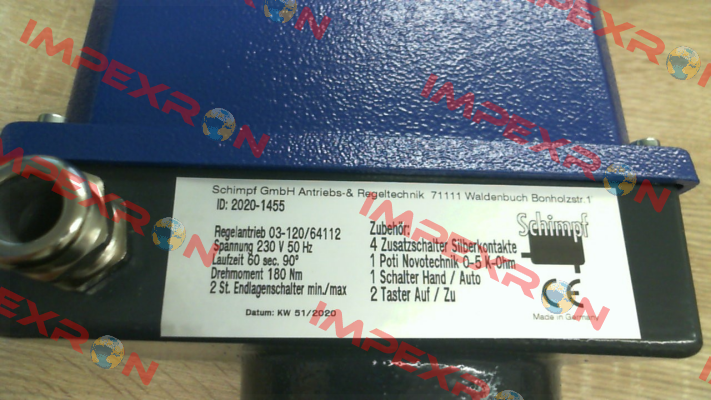 Schimpf GmbH Antriebs-& Regeltechnik 71111 Waldenbuch Bonholzstr.1
ID: 2020-1455
Regelantrieb 03-120/64112
Spannung 230 V 50 Hz
Laufzeit 60 sec. 90°
Drehmoment 180 Nm
2 St. Endlagenschalter min./max
Datum: KW 51/2020
Zubehör:
4 Zusatzschalter Silberkontakte
1 Poti Novotechnik 0-5 K-Ohm
1 Schalter Hand / Auto
2 Taster Auf / Zu
Schimpf
CE
Made in Germany
IMPEXRON
IMPEXRON
IMPEXRON
IMPEXRON
IMPEXRON